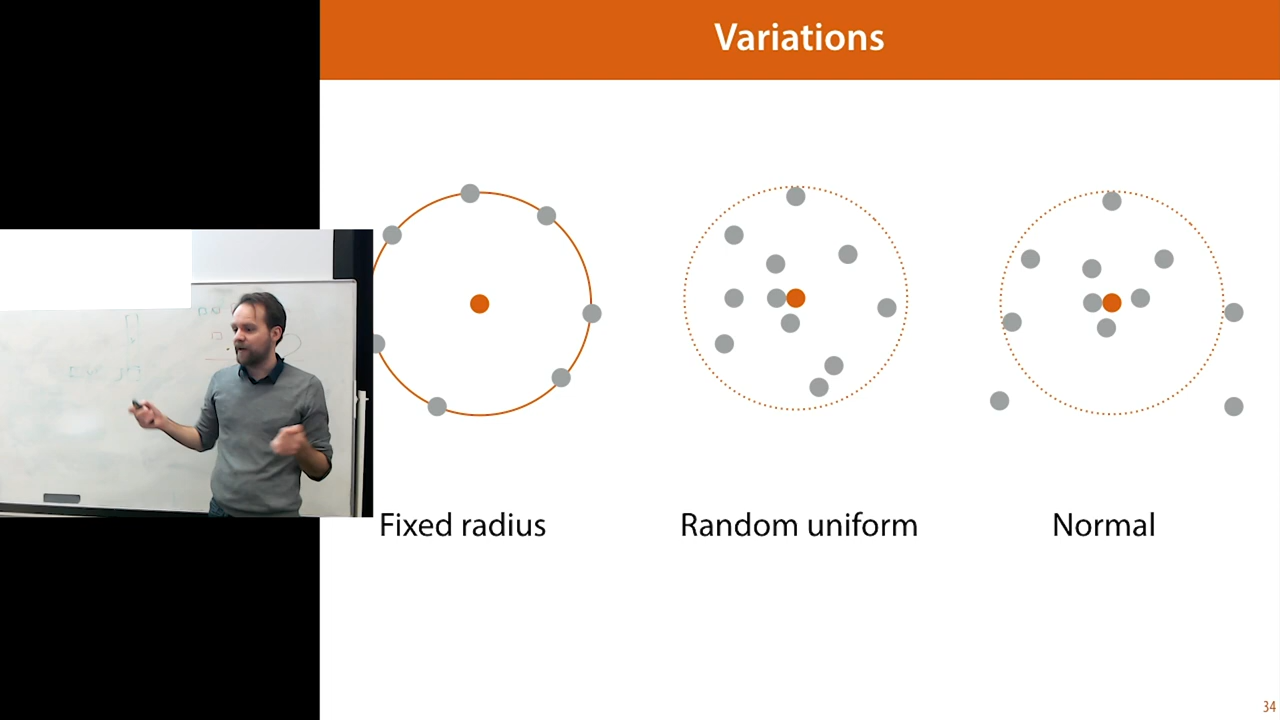 Variations
Fixed radius
Random uniform
Normal
34